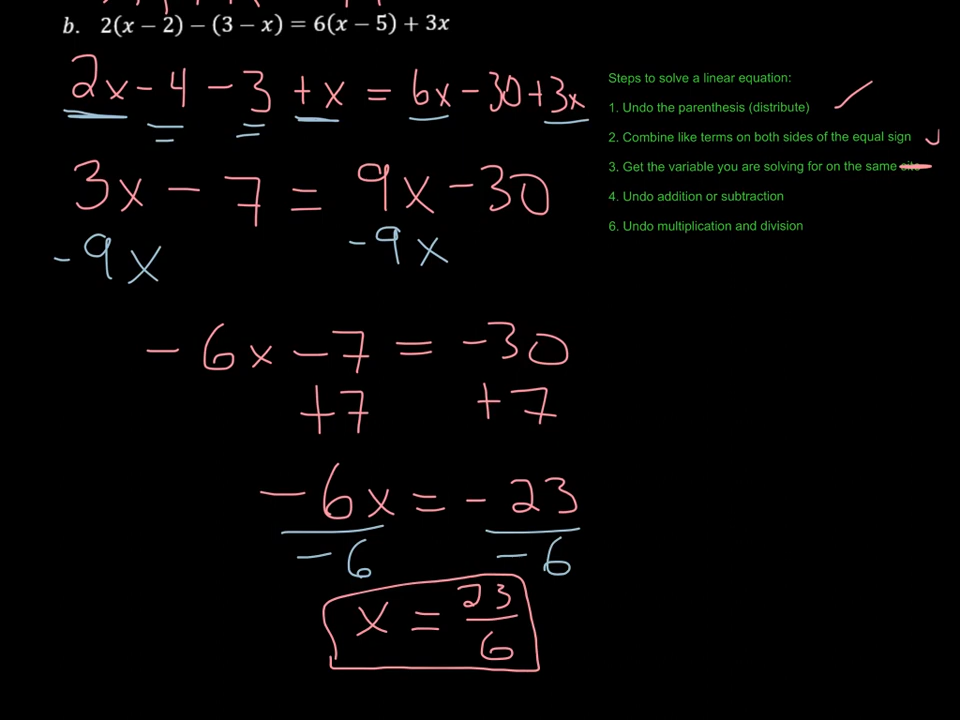 b. 2(x − 2) − (3 − x) = 6(x − 5) + 3x
2x - 4 - 3 + x = 6x - 30 + 3x
3x - 7 = 9x - 30
-9x -9x
-6x - 7 = -30
+7 +7
-6x = -23
-6 -6
x = 23/6
Steps to solve a linear equation:
1. Undo the parenthesis (distribute)
2. Combine like terms on both sides of the equal sign
3. Get the variable you are solving for on the same
4. Undo addition or subtraction
6. Undo multiplication and division